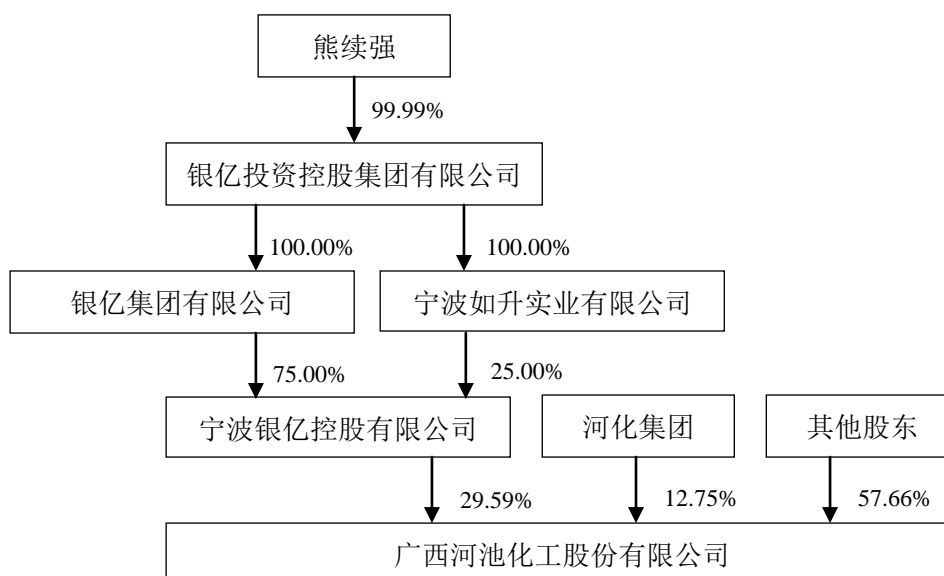 熊续强
99.99%
银亿投资控股集团有限公司
100.00%
100.00%
银亿集团有限公司
宁波如升实业有限公司
75.00%
25.00%
宁波银亿控股有限公司
河化集团
其他股东
29.59%
12.75%
57.66%
广西河池化工股份有限公司